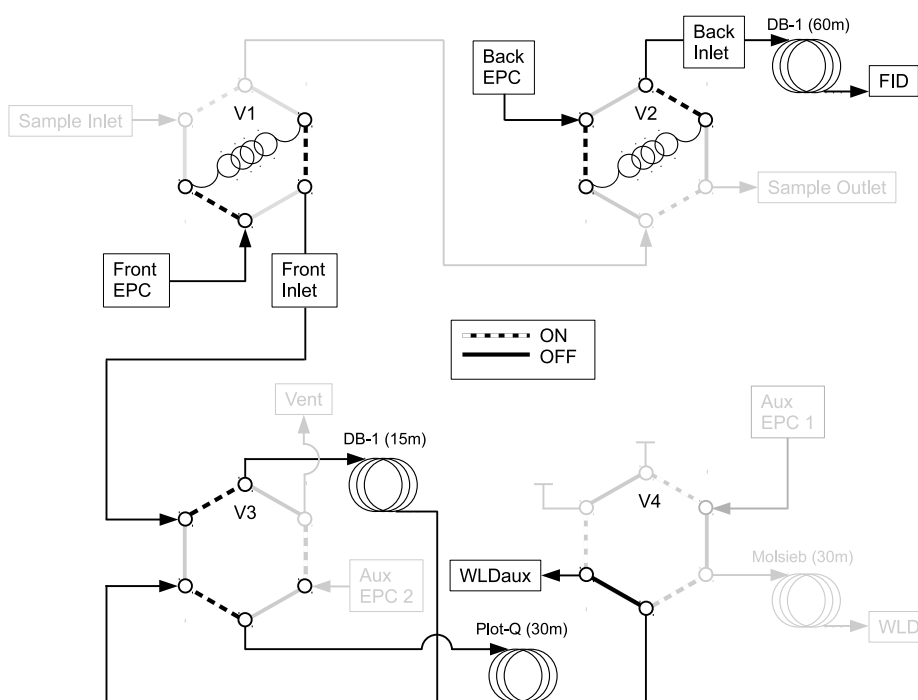 DB-1 (60m)
Back
EPC
Back
Inlet
FID
V1
V2
Sample Inlet
Sample Outlet
Front
EPC
Front
Inlet
ON
OFF
Vent
Aux
EPC 1
DB-1 (15m)
V3
V4
Molsieb (30m)
WLDaux
Aux
EPC 2
WLD
Plot-Q (30m)